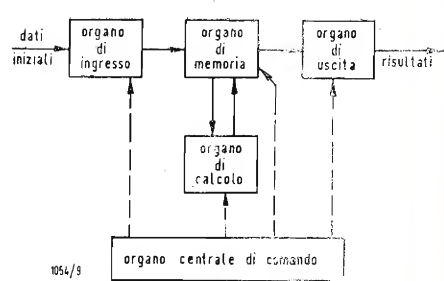 dati
iniziali
organo
di
ingresso
organo
di
memoria
organo
di
uscita
risultati
organo
di
calcolo
organo centrale di comando
1054/9